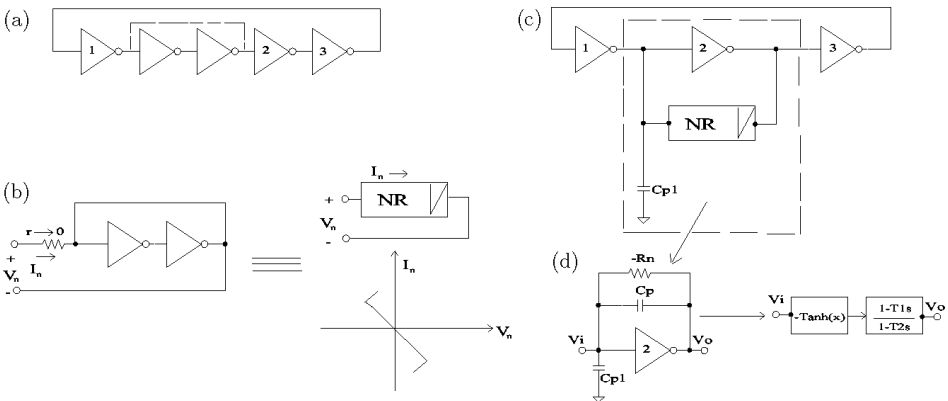 (a)
1
2
3
(b)
r → 0
+
Vn
-
In
In →
+
NR
Vn
-
In
Vn
(c)
1
2
3
NR
Cp1
(d)
-Rn
Cp
Vi
2
Vo
Cp1
Vi
-Tanh(x)
1-T1s
1-T2s
Vo